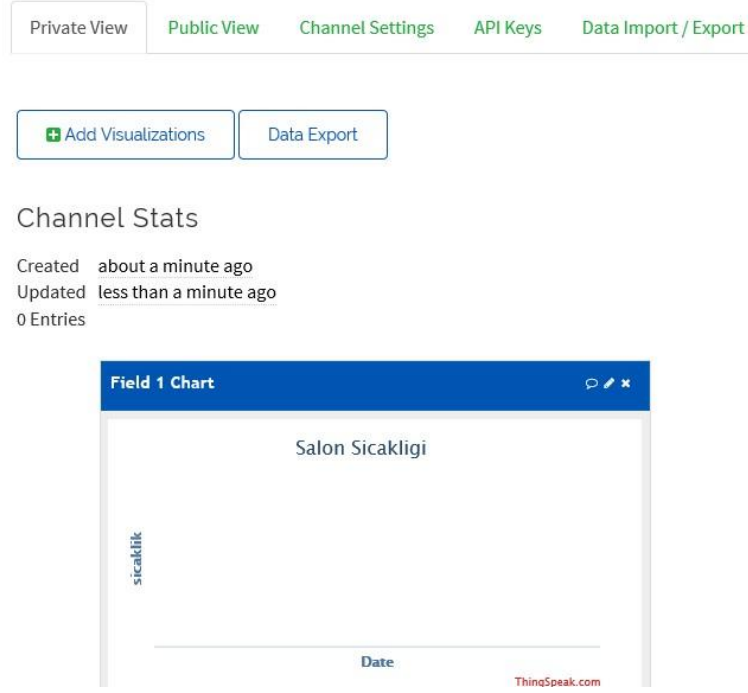 Private View Public View Channel Settings API Keys Data Import / Export
Add Visualizations Data Export
Channel Stats
Created about a minute ago
Updated less than a minute ago
0 Entries
Field 1 Chart
Salon Sicakligi
sicaklik
Date
ThingSpeak.com